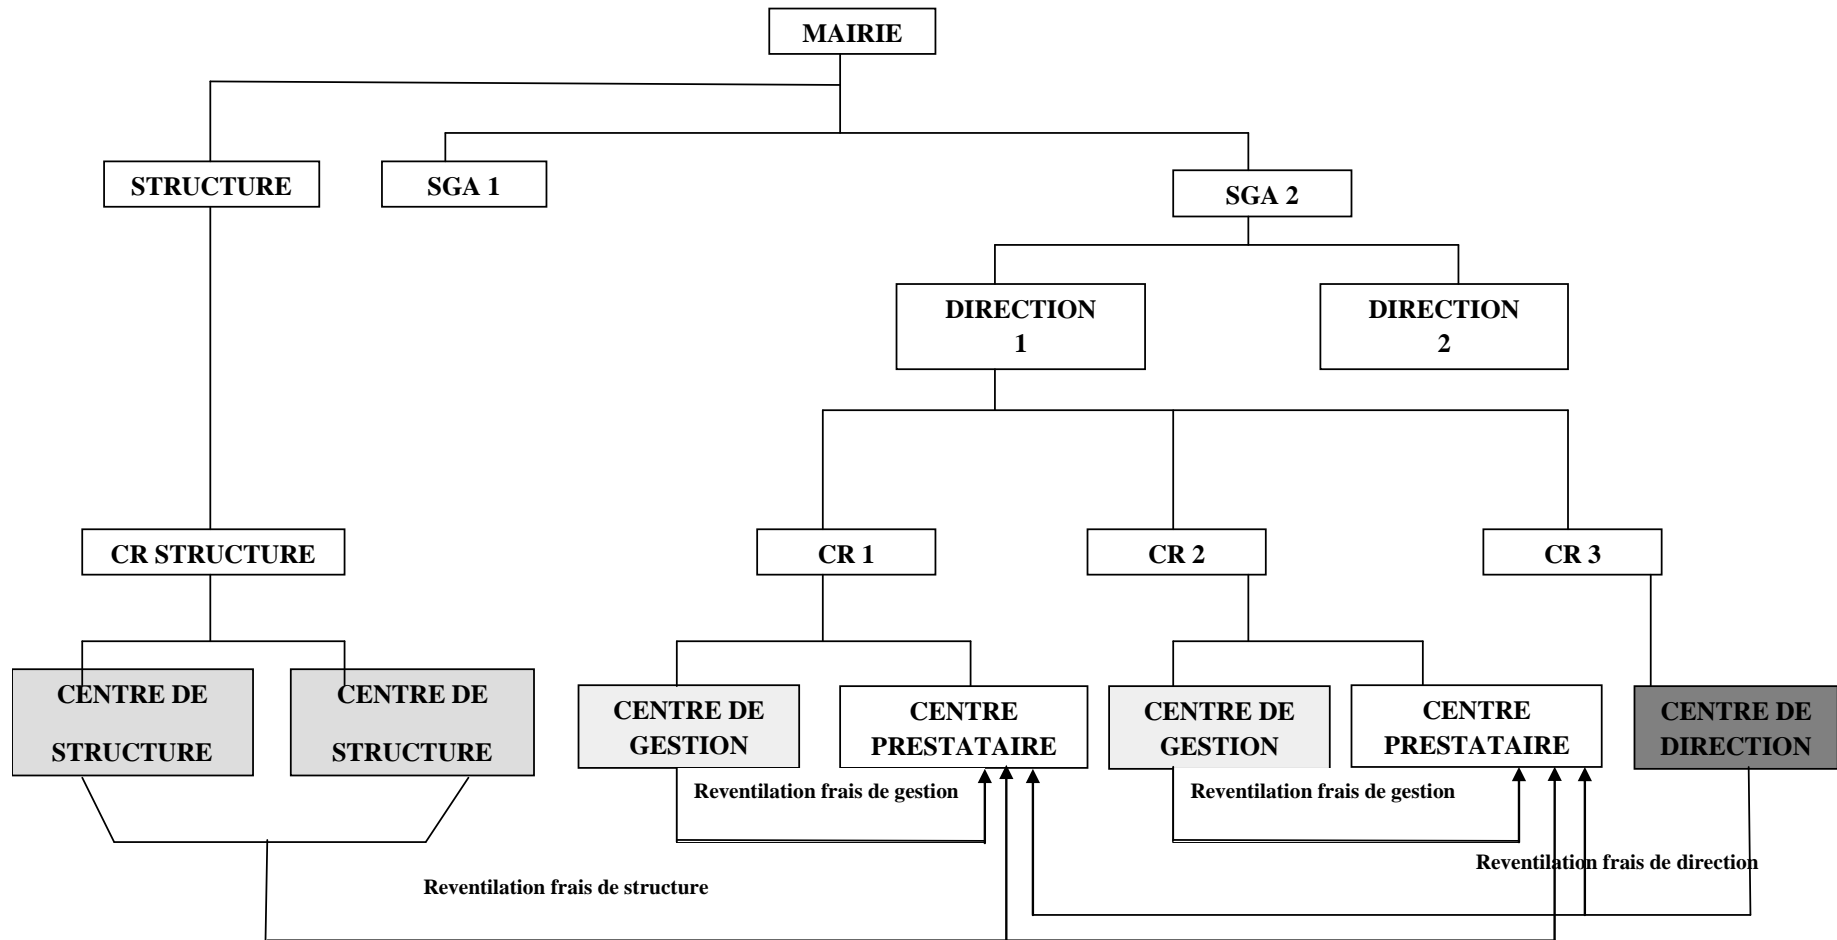 MAIRIE
STRUCTURE
SGA 1
SGA 2
DIRECTION
1
DIRECTION
2
CR STRUCTURE
CR 1
CR 2
CR 3
CENTRE DE
STRUCTURE
CENTRE DE
STRUCTURE
CENTRE DE
GESTION
CENTRE
PRESTATAIRE
CENTRE DE
GESTION
CENTRE
PRESTATAIRE
CENTRE DE
DIRECTION
Reventilation frais de gestion
Reventilation frais de gestion
Reventilation frais de direction
Reventilation frais de structure